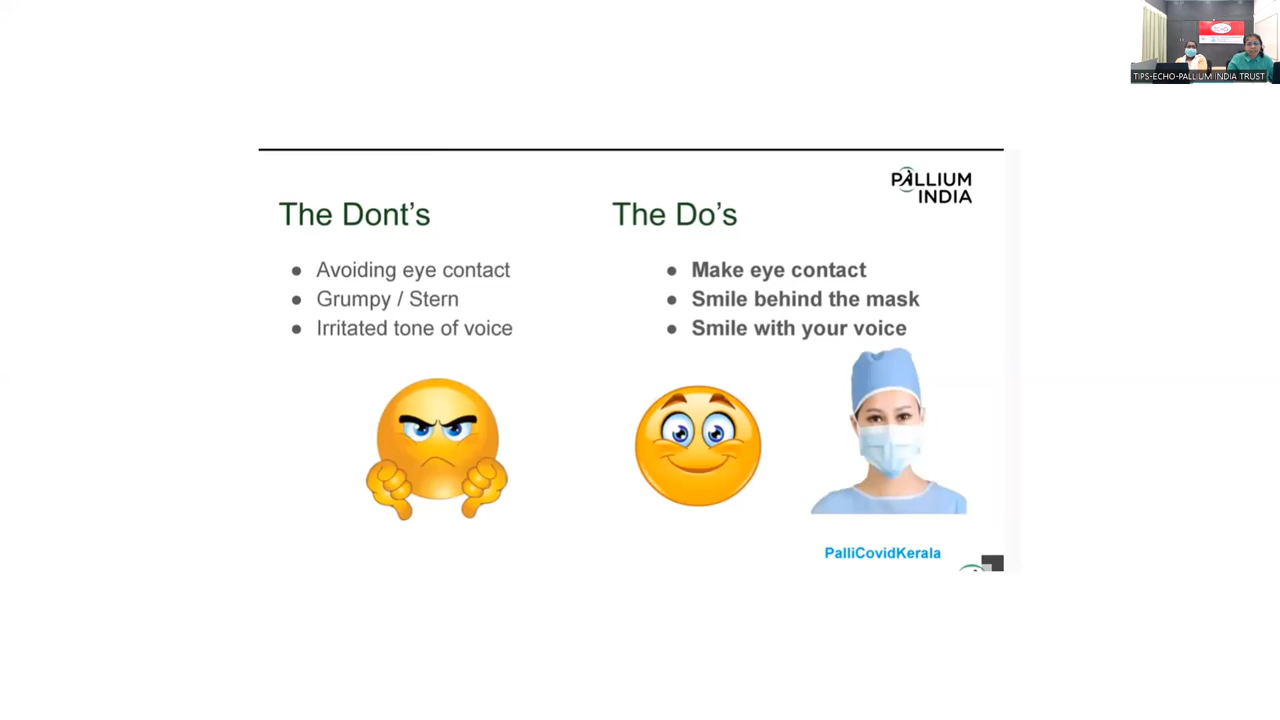 TIPS-ECHO-PALLIUM INDIA TRUST
PALLIUM
INDIA
The Dont's
● Avoiding eye contact
● Grumpy / Stern
● Irritated tone of voice
The Do's
● Make eye contact
● Smile behind the mask
● Smile with your voice
PalliCovidKerala